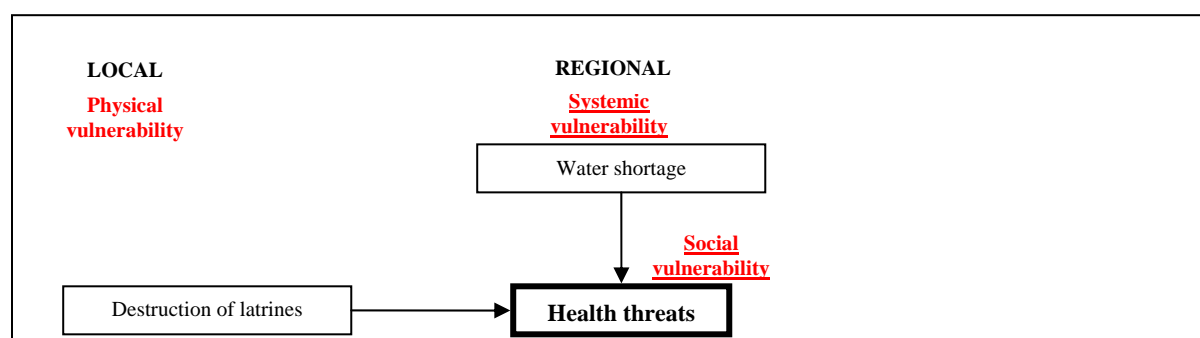 LOCAL
REGIONAL
Physical
vulnerability
Systemic
vulnerability
Water shortage
Social
vulnerability
Destruction of latrines
Health threats